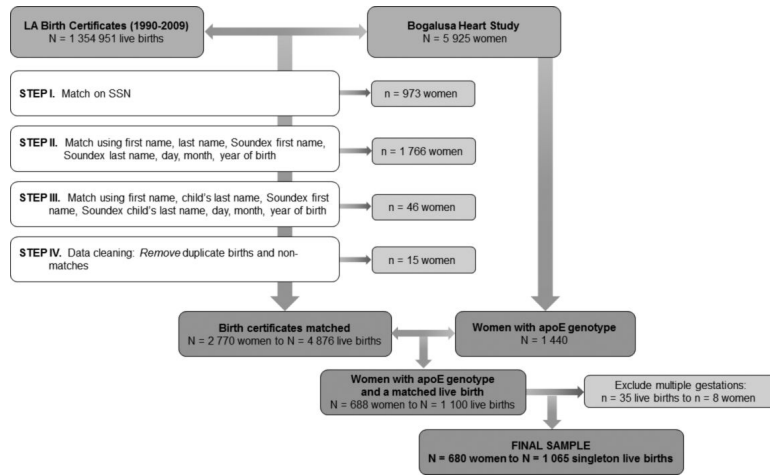 LA Birth Certificates (1990-2009)
N = 1 354 951 live births
Bogalusa Heart Study
N = 5 925 women
STEP I. Match on SSN
n = 973 women
STEP II. Match using first name, last name, Soundex first name,
Soundex last name, day, month, year of birth
n = 1 766 women
STEP III. Match using first name, child's last name, Soundex first
name, Soundex child's last name, day, month, year of birth
n = 46 women
STEP IV. Data cleaning: Remove duplicate births and non-
matches
n = 15 women
Birth certificates matched
N = 2 770 women to N = 4 876 live births
Women with apoE genotype
N = 1 440
Women with apoE genotype
and a matched live birth
N = 688 women to N = 1 100 live births
Exclude multiple gestations:
n = 35 live births to n = 8 women
FINAL SAMPLE
N = 680 women to N = 1 065 singleton live births